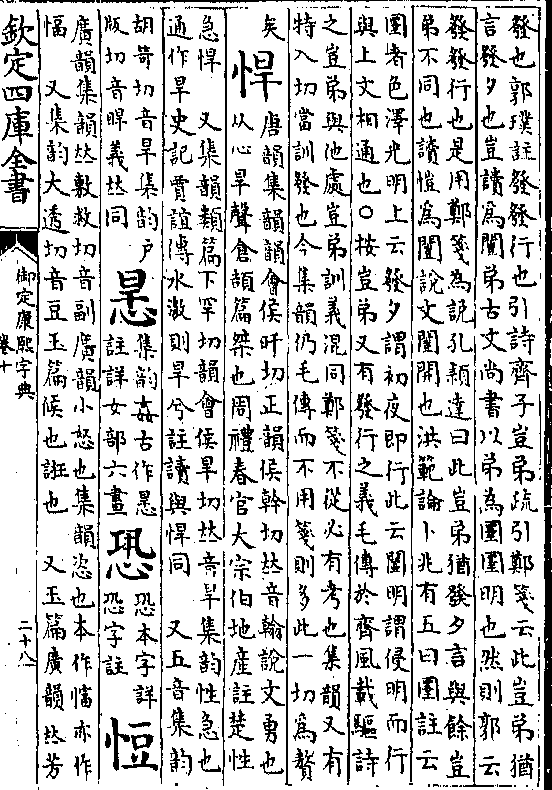 發也郭璞註發發行也引詩齊子豈弟疏引鄭箋云此豈弟猶
言發夕也豈讀爲闓弟古文尚書以弟為圛圛明也然則郭云
發發行也是用鄭箋為說孔穎達曰此豈弟猶發夕言與餘豈
弟不同也讀愷爲闓說文闓開也洪範論卜兆有五曰圛註云
圛者色澤光明上云發夕謂初夜即行此云闓明謂侵明而行
與上文相通也○按豈弟又有發行之義毛傳於齊風載驅詩
之豈弟與他處豈弟訓義混同鄭箋不從必有考也集韻又有
特入切當訓發也今集韻仍毛傳而不用箋則多此一切爲贅
矣
悍
唐韻集韻韻會侯旰切正韻侯幹切𠀤音翰說文勇也
从心旱聲倉頡篇桀也周禮春官大宗伯地産註楚性
急悍　又集韻類篇下罕切韻會侯旱切𠀤音旱集韵性急也
通作旱史記賈誼傳水激則旱兮註讀與悍同　又五音集韵
胡笴切音旱集韵戶
版切音睅義𠀤同
悬
集韵姦古作悬
註詳女部六畫
恐
恐本字詳
恐字註
𢛃
廣韻集韻𠀤敷救切音副廣韻小怒也集韻恣也本作愊亦作
愊　又集韵大透切音豆玉篇候也誑也　又玉篇廣韻𠀤芳
欽定四庫全書
御定康熙字典
卷十
二十八